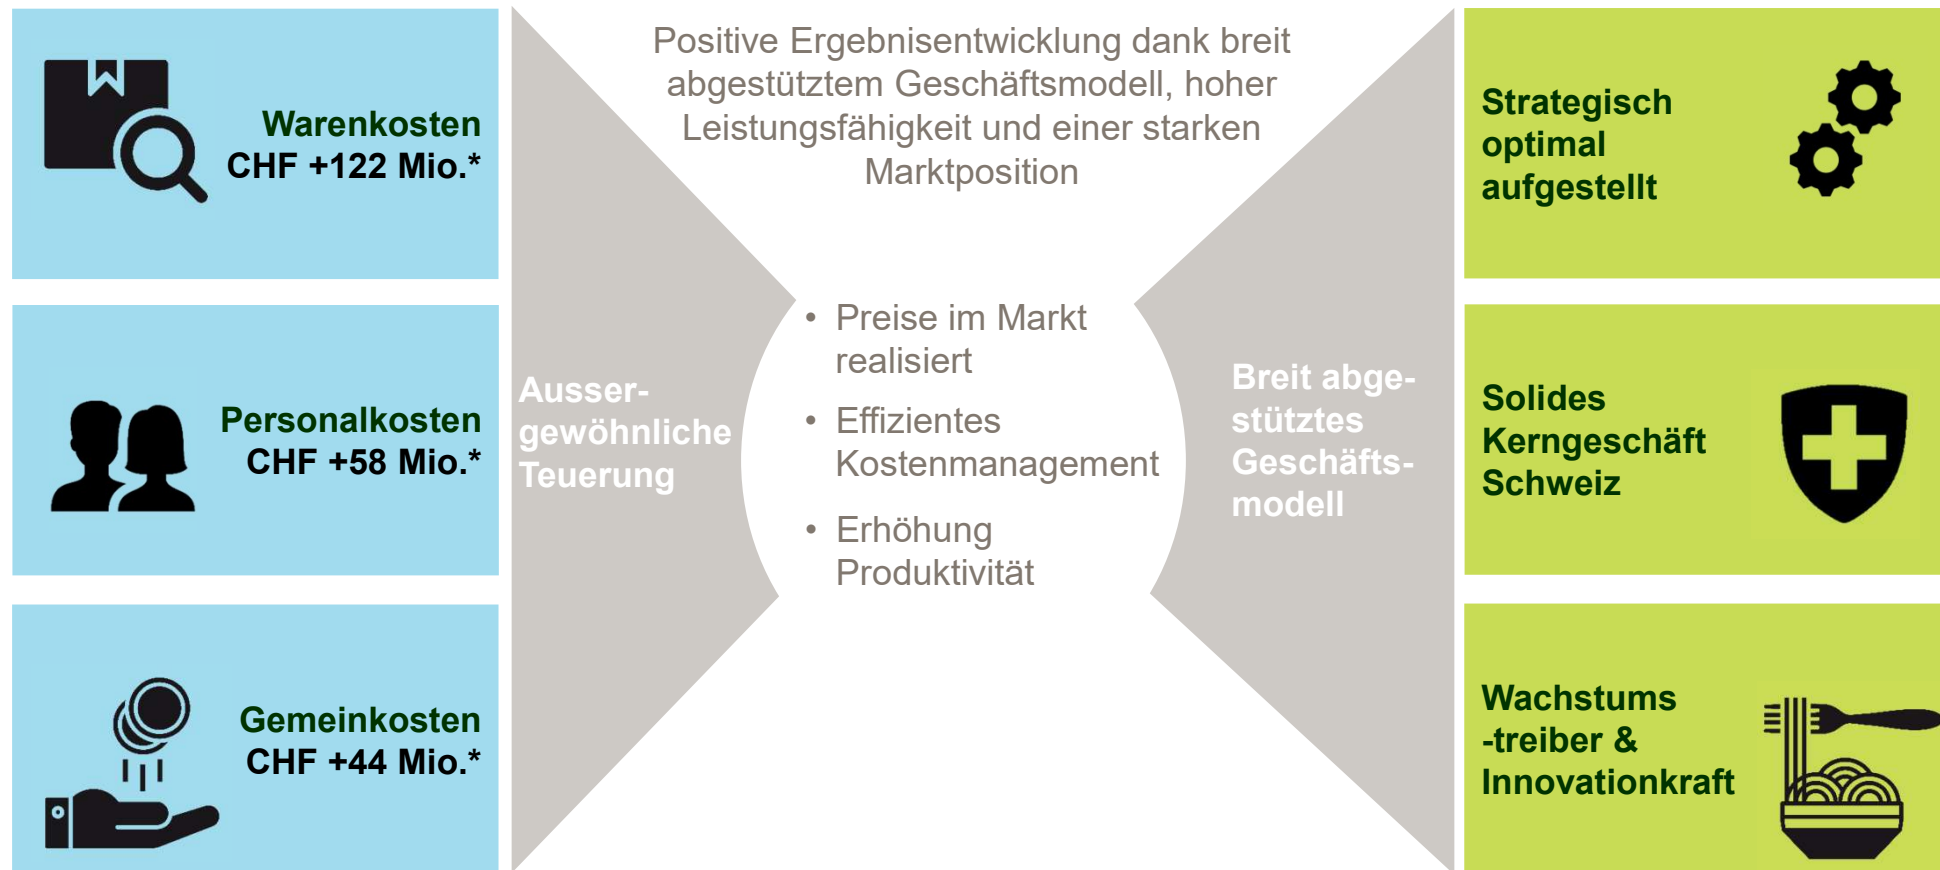 Warenkosten
CHF +122 Mio.*
Personalkosten
CHF +58 Mio.*
Gemeinkosten
CHF +44 Mio.*
Ausser-
gewöhnliche
Teuerung
Positive Ergebnisentwicklung dank breit
abgestütztem Geschäftsmodell, hoher
Leistungsfähigkeit und einer starken
Marktposition
• Preise im Markt
realisiert
• Effizientes
Kostenmanagement
• Erhöhung
Produktivität
Breit abge-
stütztes
Geschäfts-
modell
Strategisch
optimal
aufgestellt
Solides
Kerngeschäft
Schweiz
Wachstums
-treiber &
Innovationkraft